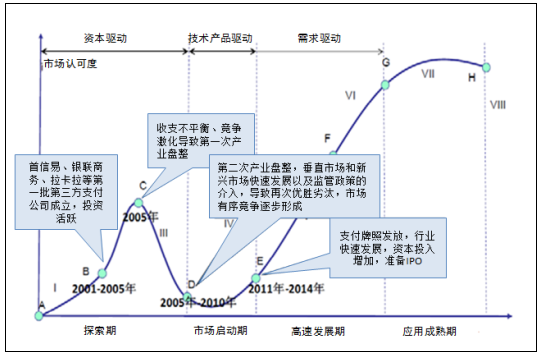 资本驱动
技术产品驱动
需求驱动
市场认可度
G
H
VII
VI
VIII
F
收支不平衡、竞争
激化导致第一次产
业盘整
首信易、银联商
务、拉卡拉等第
一批第三方支付
公司成立，投资
活跃
第二次产业盘整，垂直市场和新
兴市场快速发展以及监管政策的
介入，导致再次优胜劣汰，市场
有序竞争逐步形成
C
2005年
III
IV
支付牌照发放，行业
快速发展，资本投入
增加，准备IPO
B
I
E
D
2001-2005年
2005年-2010年
2011年-2014年
A
探索期
市场启动期
高速发展期
应用成熟期